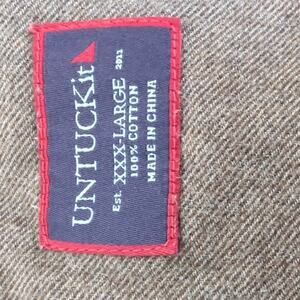 UNTUCKit
Est. XXX-LARGE 2011
100% COTTON
MADE IN CHINA